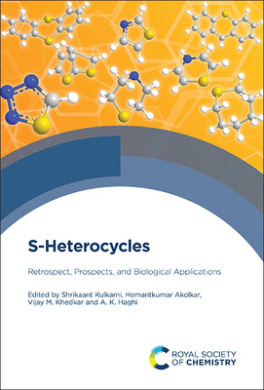 S-Heterocycles
Retrospect, Prospects, and Biological Applications
Edited by Shrikaant Kulkarni, Hemantkumar Akolkar,
Vijay M. Khedkar and A. K. Haghi
ROYAL SOCIETY
OF CHEMISTRY